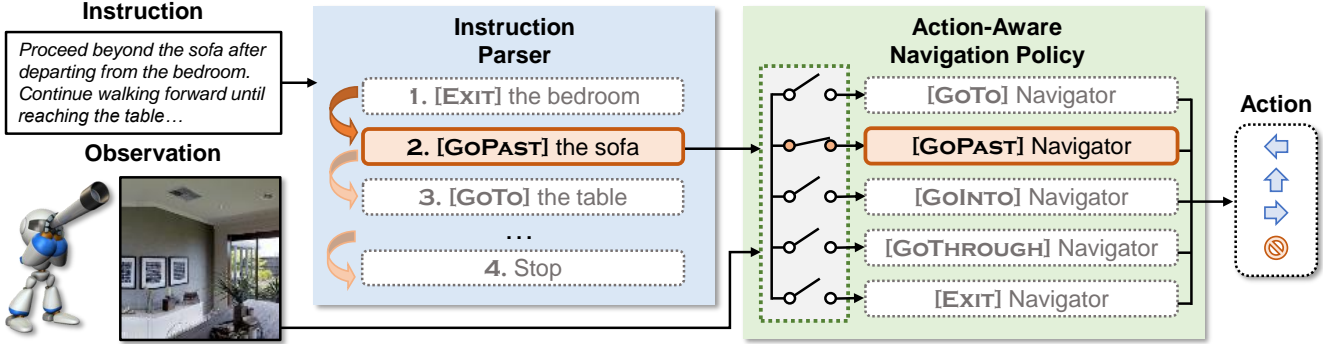 Instruction
Proceed beyond the sofa after
departing from the bedroom.
Continue walking forward until
reaching the table…
Observation
Instruction
Parser
1. [EXIT] the bedroom
2. [GOPAST] the sofa
3. [GOTO] the table
…
4. Stop
Action-Aware
Navigation Policy
[GOTO] Navigator
[GOPAST] Navigator
[GOINTO] Navigator
[GOTHROUGH] Navigator
[EXIT] Navigator
Action